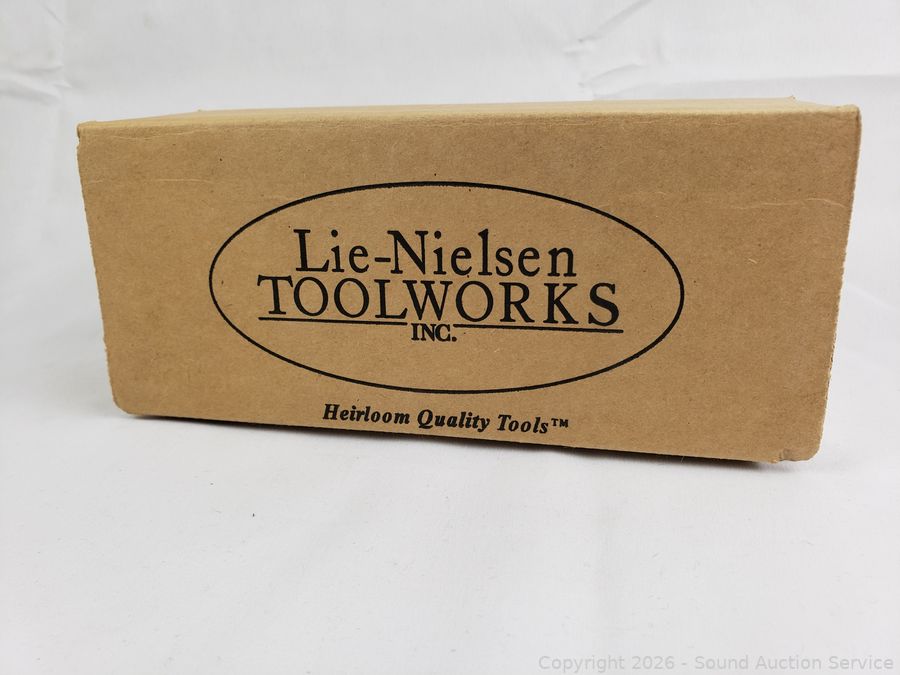 Lie-Nielsen
TOOLWORKS
INC.
Heirloom Quality Tools™
Copyright 2026 - Sound Auction Service